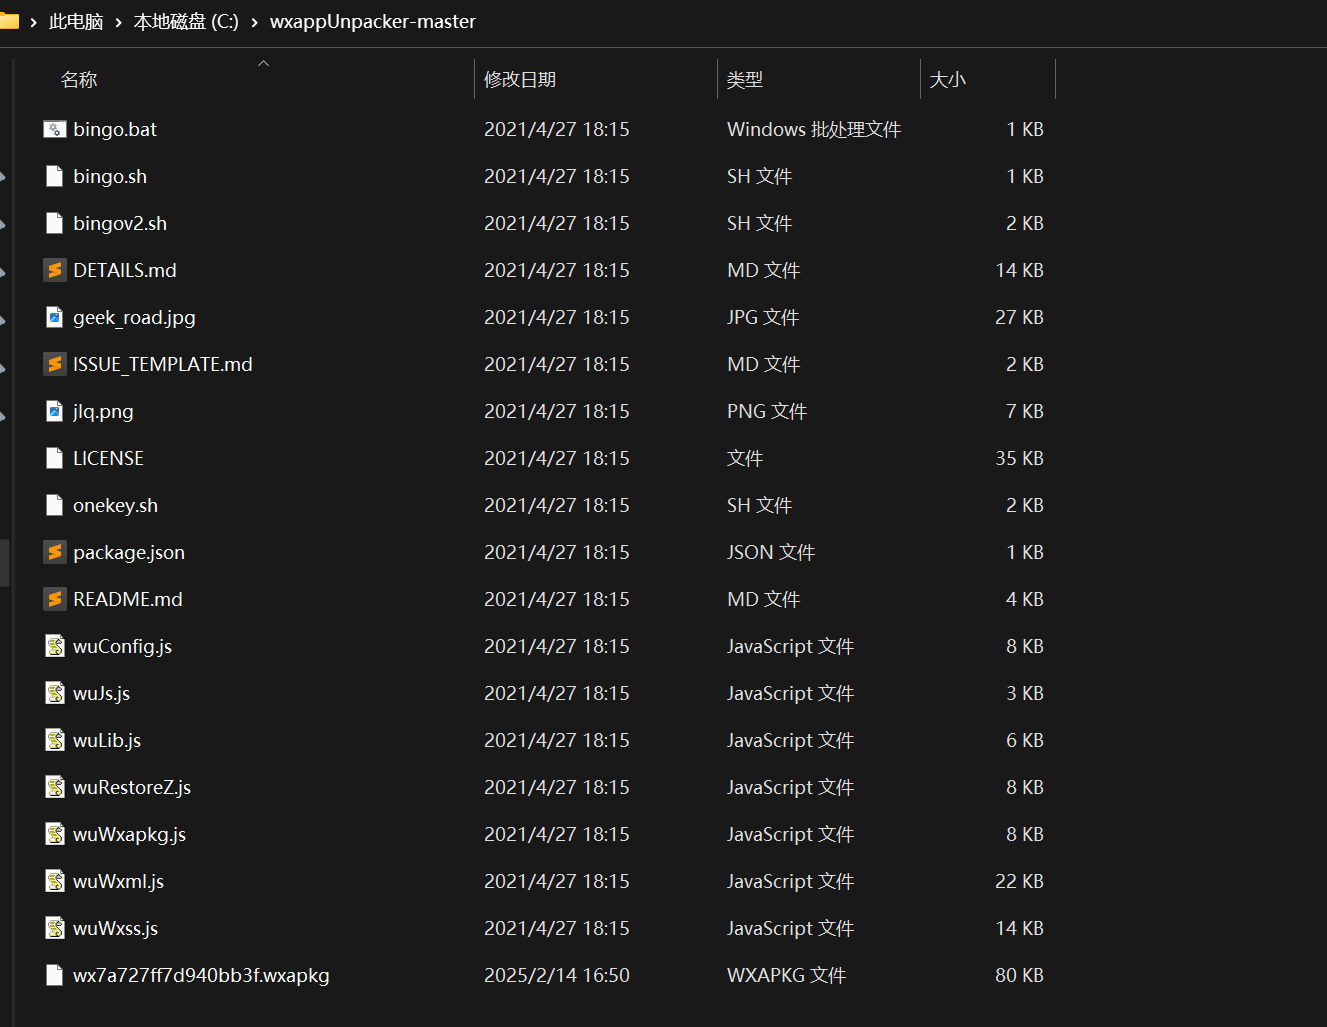 此电脑 › 本地磁盘 (C:) › wxappUnpacker-master
名称 修改日期 类型 大小
bingo.bat 2021/4/27 18:15 Windows 批处理文件 1 KB
bingo.sh 2021/4/27 18:15 SH 文件 1 KB
bingov2.sh 2021/4/27 18:15 SH 文件 2 KB
DETAILS.md 2021/4/27 18:15 MD 文件 14 KB
geek_road.jpg 2021/4/27 18:15 JPG 文件 27 KB
ISSUE_TEMPLATE.md 2021/4/27 18:15 MD 文件 2 KB
jlq.png 2021/4/27 18:15 PNG 文件 7 KB
LICENSE 2021/4/27 18:15 文件 35 KB
onekey.sh 2021/4/27 18:15 SH 文件 2 KB
package.json 2021/4/27 18:15 JSON 文件 1 KB
README.md 2021/4/27 18:15 MD 文件 4 KB
wuConfig.js 2021/4/27 18:15 JavaScript 文件 8 KB
wuJs.js 2021/4/27 18:15 JavaScript 文件 3 KB
wuLib.js 2021/4/27 18:15 JavaScript 文件 6 KB
wuRestoreZ.js 2021/4/27 18:15 JavaScript 文件 8 KB
wuWxapkg.js 2021/4/27 18:15 JavaScript 文件 8 KB
wuWxml.js 2021/4/27 18:15 JavaScript 文件 22 KB
wuWxss.js 2021/4/27 18:15 JavaScript 文件 14 KB
wx7a727ff7d940bb3f.wxapkg 2025/2/14 16:50 WXAPKG 文件 80 KB